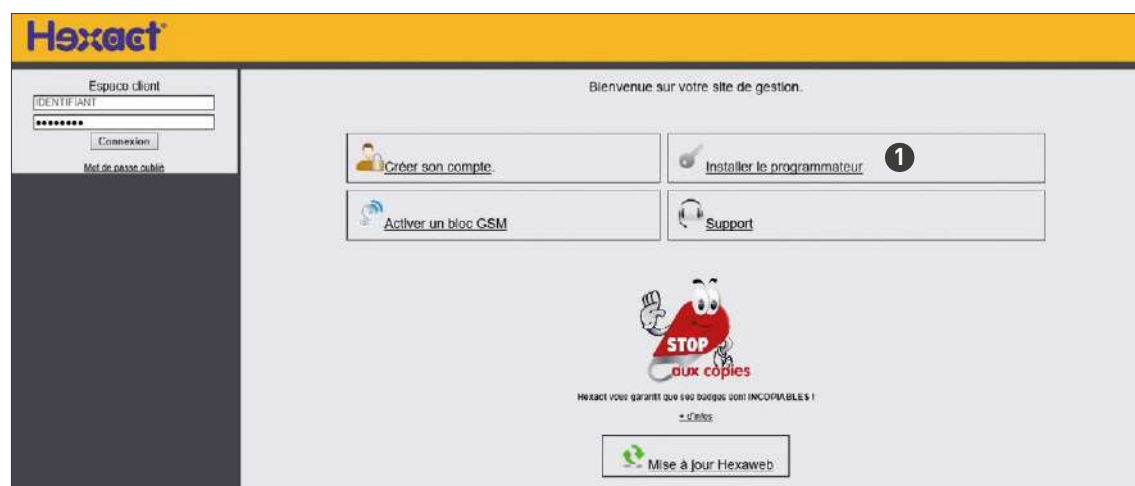 Hexact®
Espace client
IDENTIFIANT
Connexion
Mot de passe oublié
Bienvenue sur votre site de gestion.
Créer son compte.
Installer le programmateur
1
Activer un bloc GSM
Support
STOP
aux copies
Hexact vous garantit que ses badges sont INCOPIABLES !
+ d'infos
Mise à jour Hexaweb